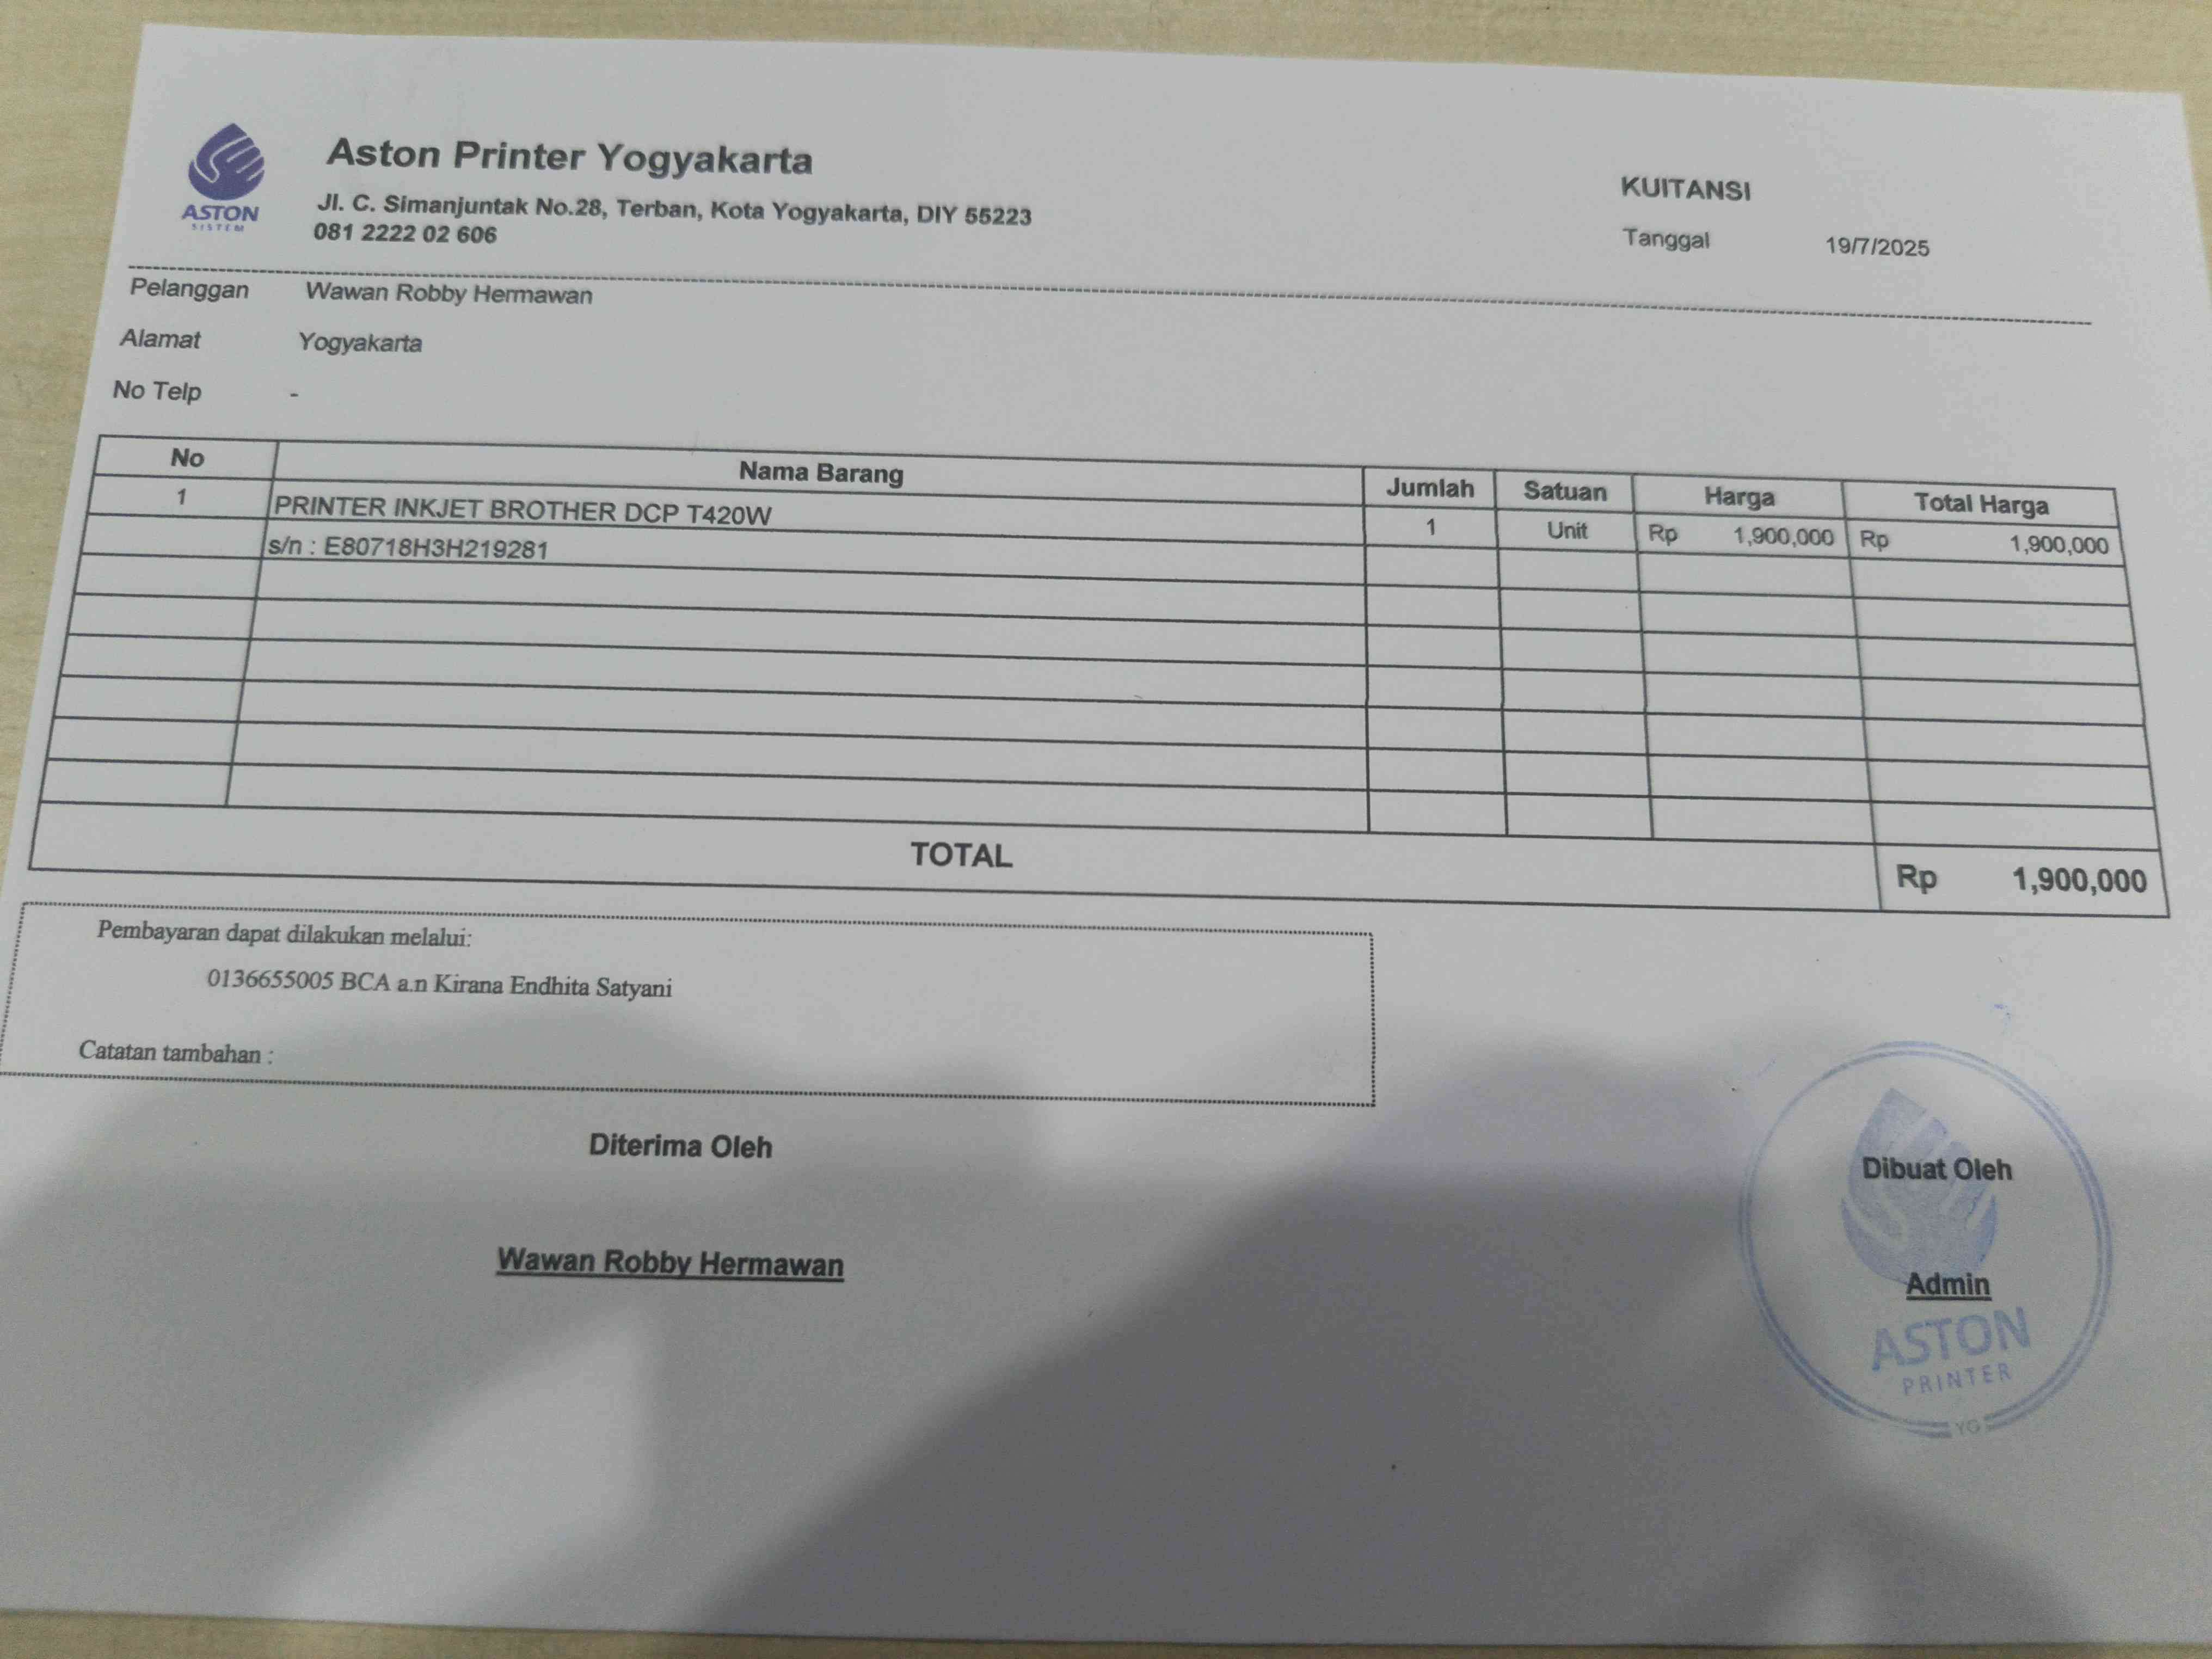 ASTON
SISTEM
Aston Printer Yogyakarta
Jl. C. Simanjuntak No.28, Terban, Kota Yogyakarta, DIY 55223
081 2222 02 606
KUITANSI
Tanggal 19/7/2025
Pelanggan Wawan Robby Hermawan
Alamat Yogyakarta
No Telp -
No Nama Barang Jumlah Satuan Harga Total Harga
1 PRINTER INKJET BROTHER DCP T420W 1 Unit Rp 1,900,000 Rp 1,900,000
s/n : E80718H3H219281
TOTAL Rp 1,900,000
Pembayaran dapat dilakukan melalui:
0136655005 BCA a.n Kirana Endhita Satyani
Catatan tambahan :
Diterima Oleh
Wawan Robby Hermawan
Dibuat Oleh
Admin
ASTON
PRINTER
YG